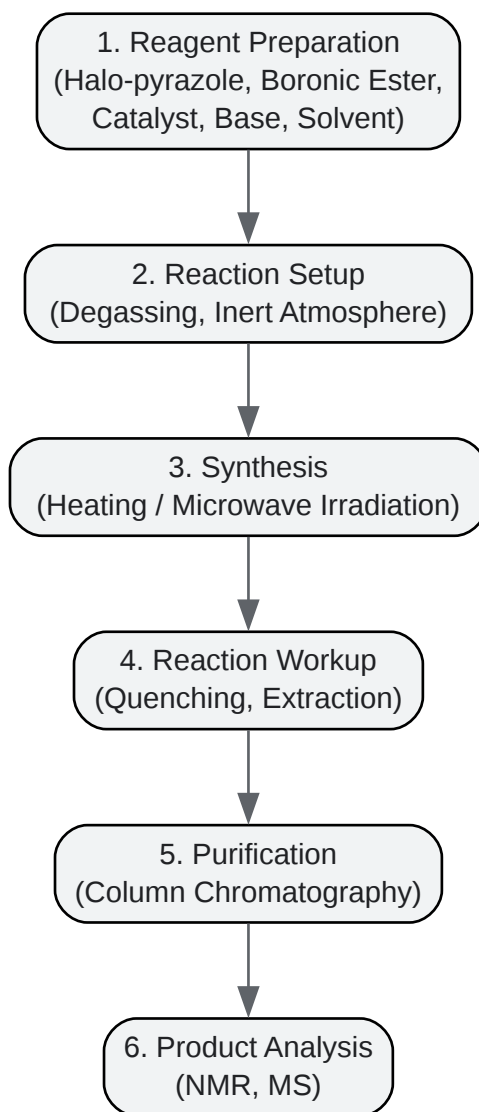 1. Reagent Preparation
(Halo-pyrazole, Boronic Ester,
Catalyst, Base, Solvent)
2. Reaction Setup
(Degassing, Inert Atmosphere)
3. Synthesis
(Heating / Microwave Irradiation)
4. Reaction Workup
(Quenching, Extraction)
5. Purification
(Column Chromatography)
6. Product Analysis
(NMR, MS)